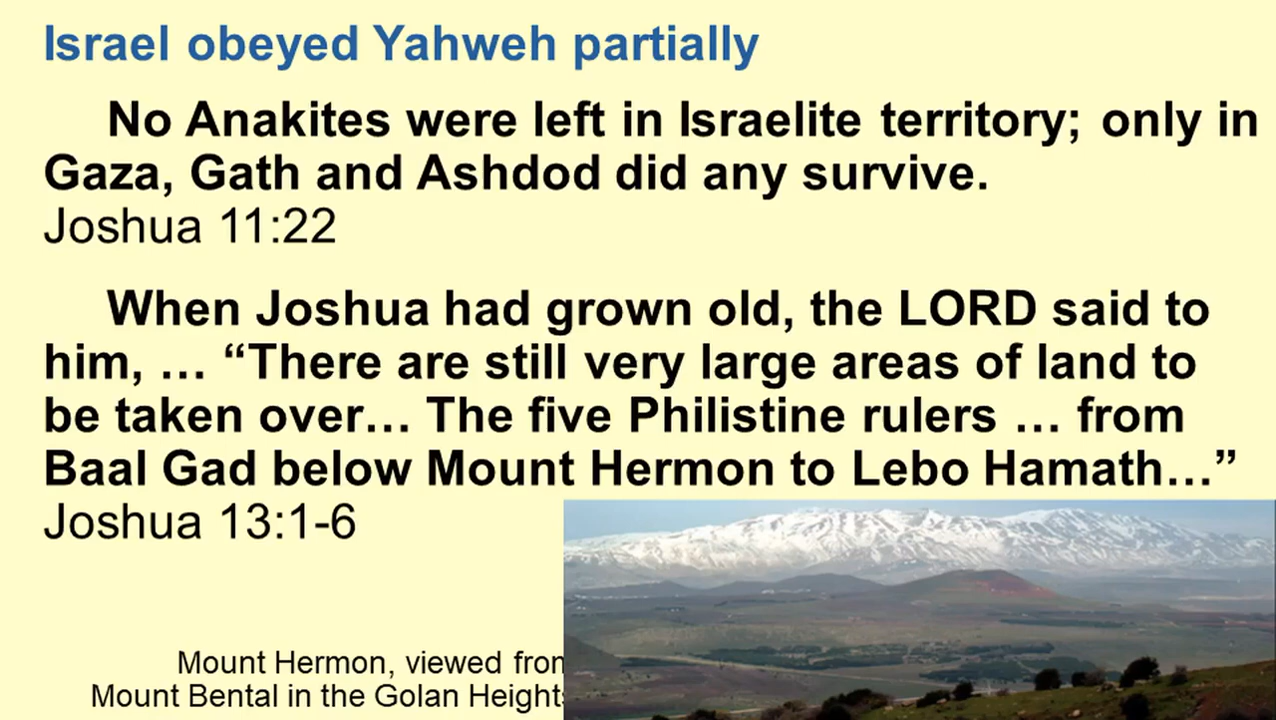 Israel obeyed Yahweh partially
No Anakites were left in Israelite territory; only in
Gaza, Gath and Ashdod did any survive.
Joshua 11:22
When Joshua had grown old, the LORD said to
him, … “There are still very large areas of land to
be taken over… The five Philistine rulers … from
Baal Gad below Mount Hermon to Lebo Hamath…”
Joshua 13:1-6
Mount Hermon, viewed from
Mount Bental in the Golan Heights